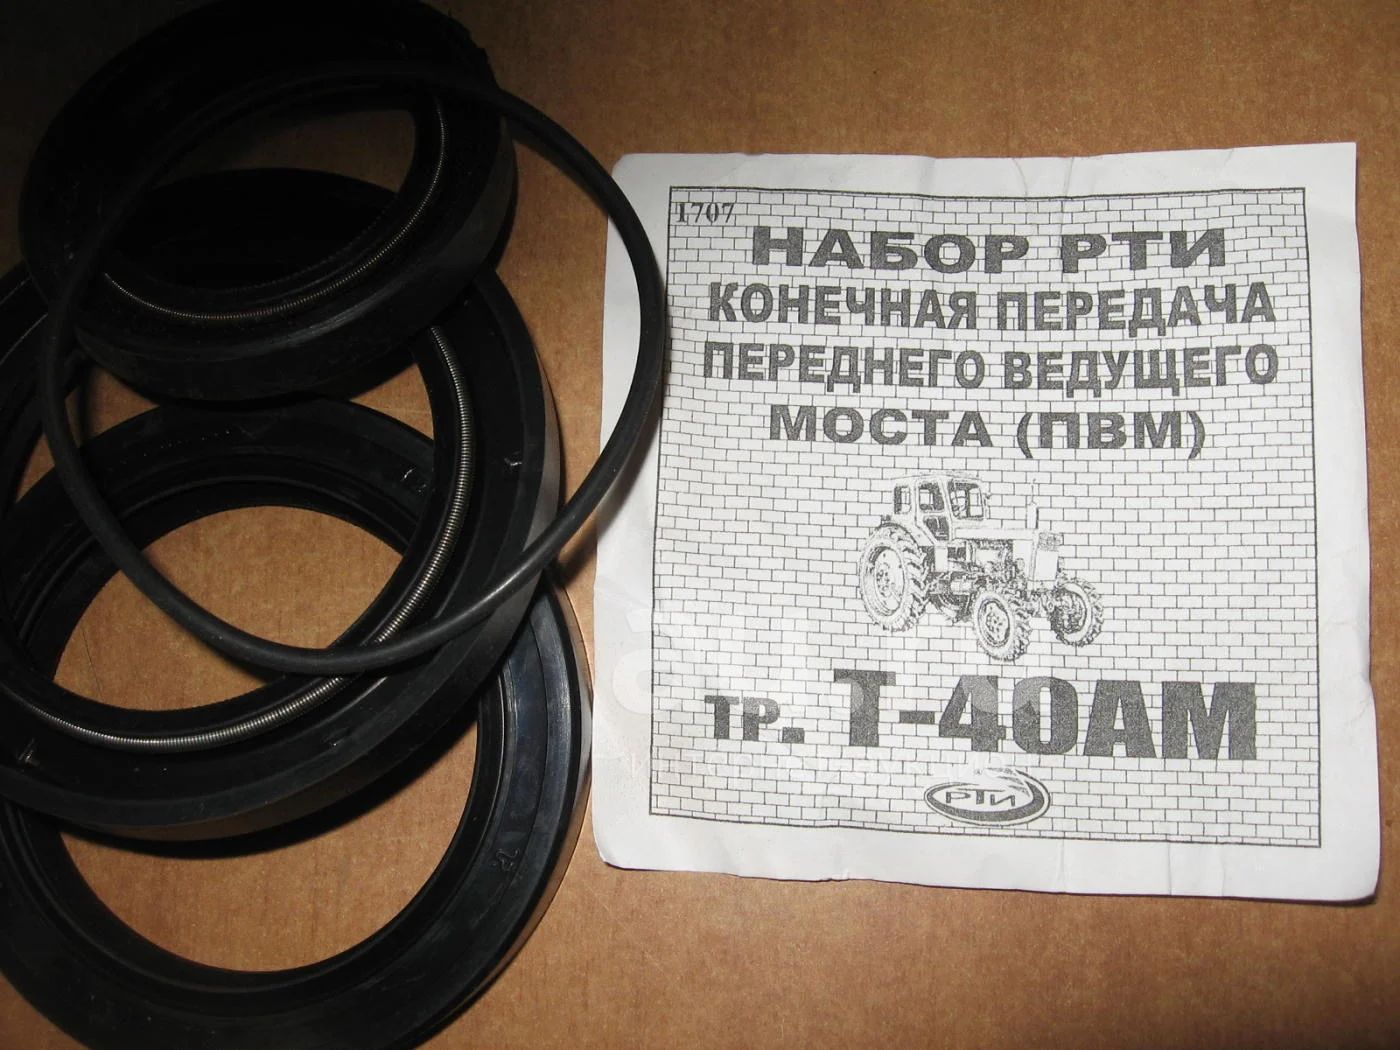 1707
НАБОР РТИ
КОНЕЧНАЯ ПЕРЕДАЧА
ПЕРЕДНЕГО ВЕДУЩЕГО
МОСТА (ПВМ)
ТР. Т-40АМ
РТИ